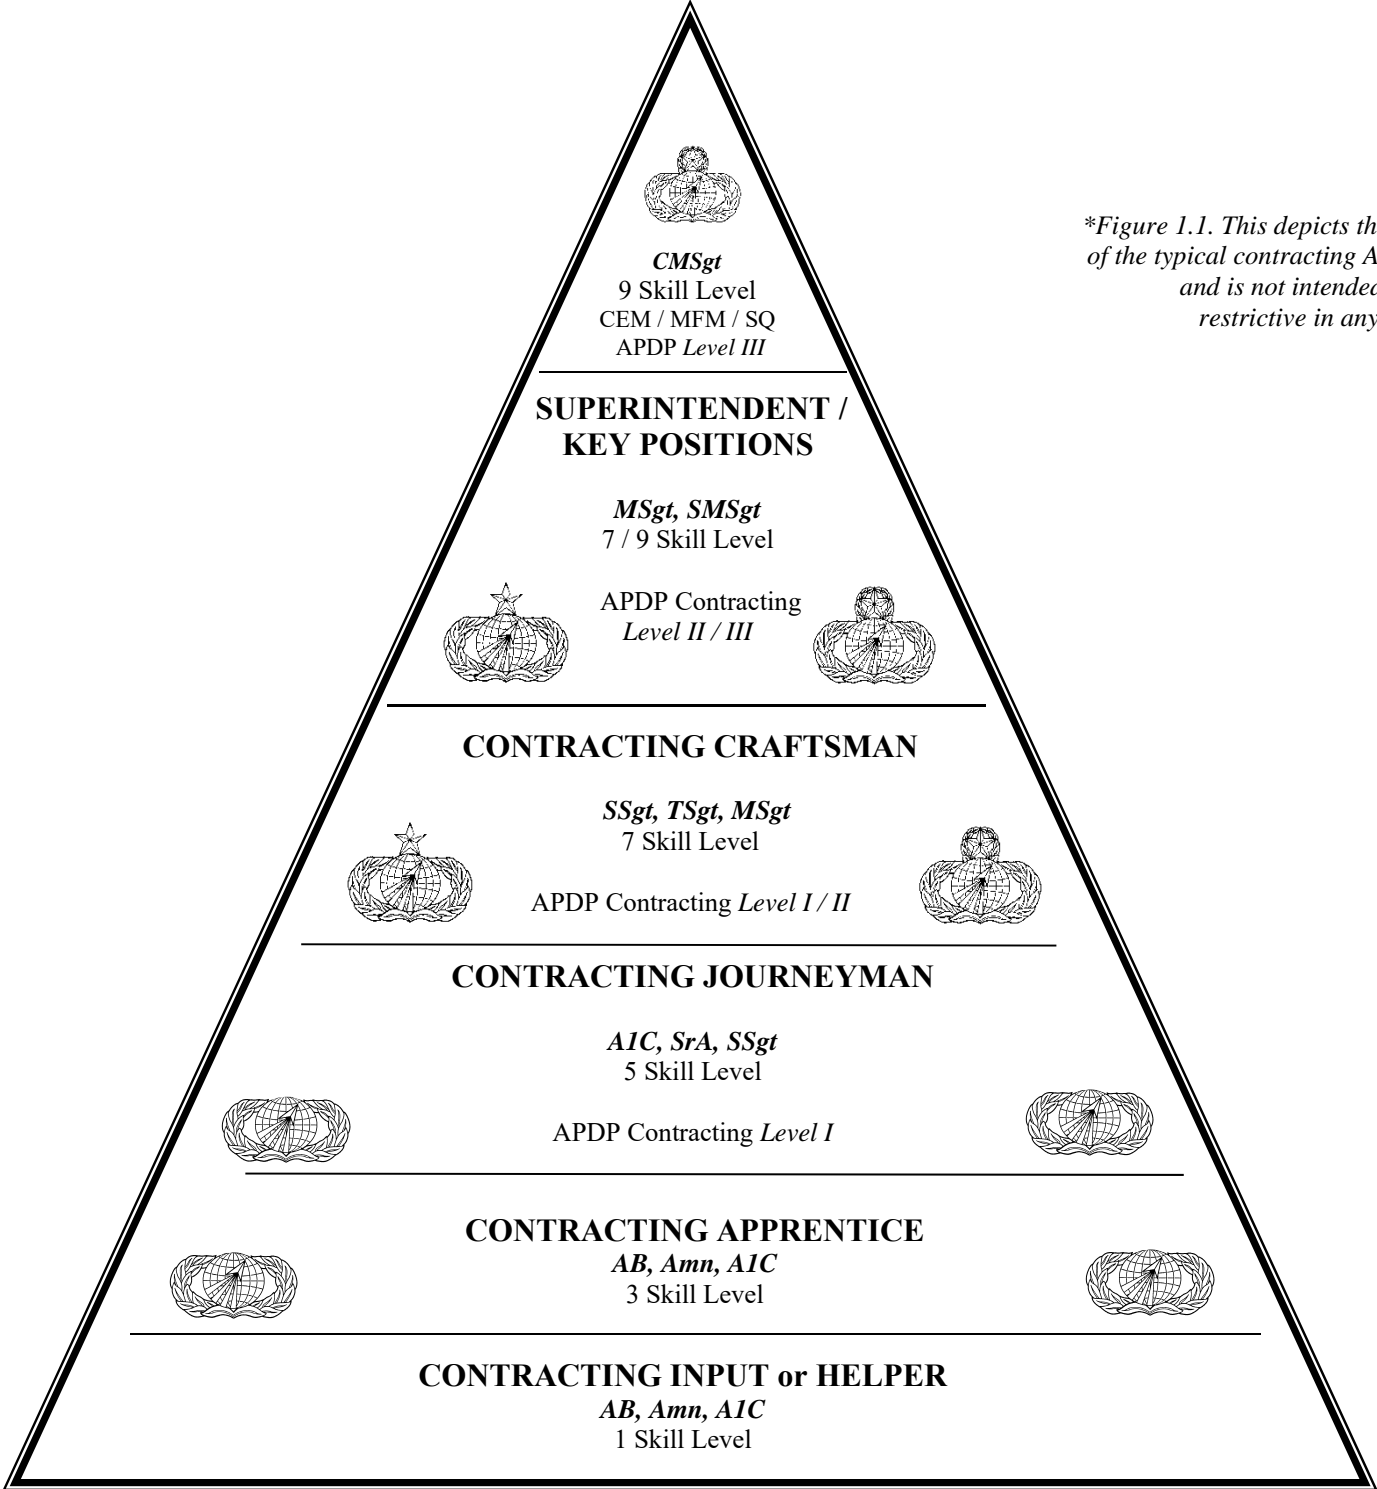 CMSgt
9 Skill Level
CEM / MFM / SQ
APDP Level III
*Figure 1.1. This depicts th
of the typical contracting A
and is not intended
restrictive in any
SUPERINTENDENT /
KEY POSITIONS
MSgt, SMSgt
7 / 9 Skill Level
APDP Contracting
Level II / III
CONTRACTING CRAFTSMAN
SSgt, TSgt, MSgt
7 Skill Level
APDP Contracting Level I / II
CONTRACTING JOURNEYMAN
A1C, SrA, SSgt
5 Skill Level
APDP Contracting Level I
CONTRACTING APPRENTICE
AB, Amn, A1C
3 Skill Level
CONTRACTING INPUT or HELPER
AB, Amn, A1C
1 Skill Level